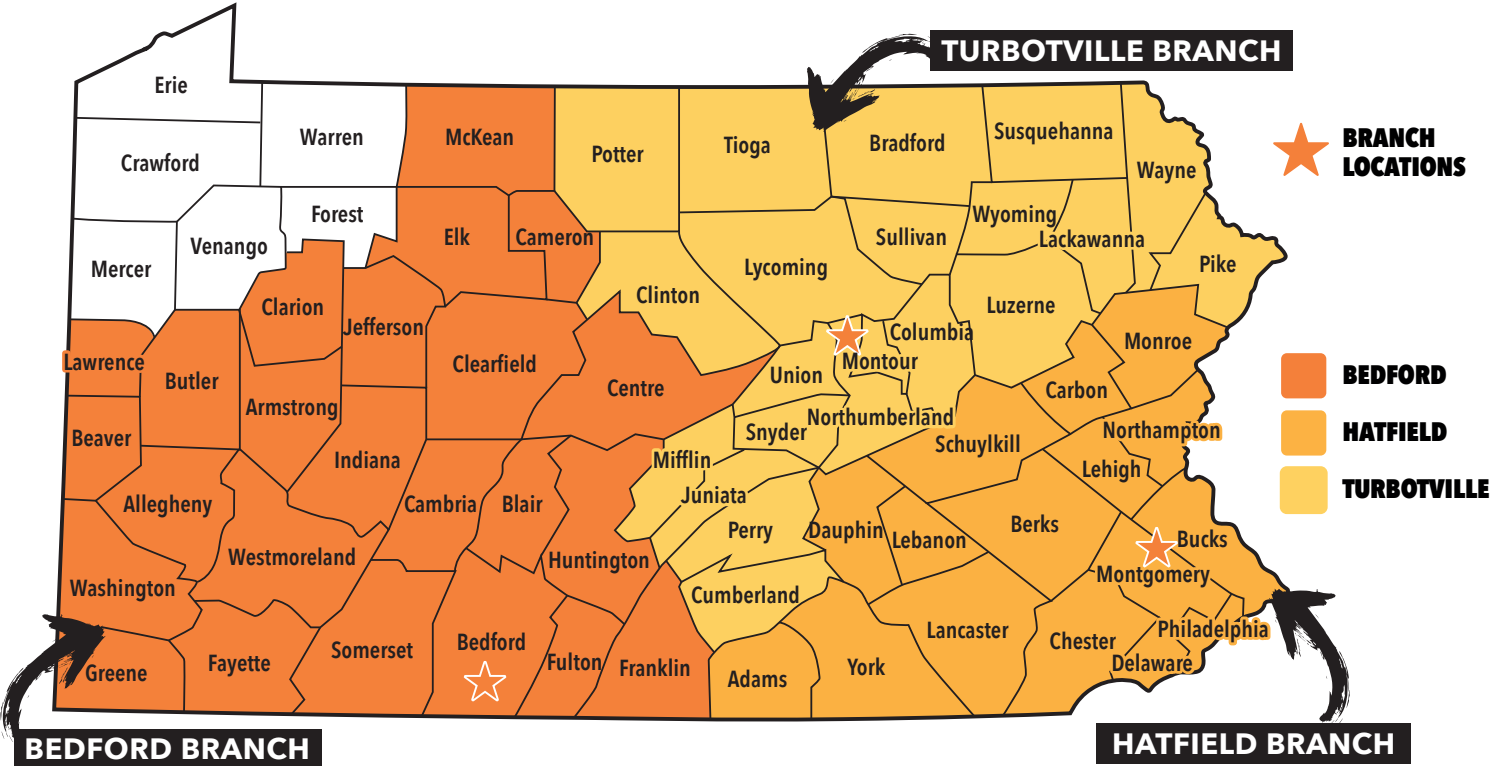 TURBOTVILLE BRANCH
Erie
Warren
McKean
Potter
Tioga
Bradford
Susquehanna
Wayne
Crawford
Forest
Venango
Mercer
Elk
Cameron
Lycoming
Sullivan
Wyoming
Lackawanna
Pike
Clinton
Clarion
Jefferson
Luzerne
Columbia
Montour
Monroe
Lawrence
Butler
Clearfield
Centre
Union
Carbon
Armstrong
Northumberland
Snyder
Beaver
Schuylkill
Northampton
Indiana
Mifflin
Lehigh
Allegheny
Cambria
Blair
Juniata
Perry
Dauphin
Lebanon
Berks
Bucks
Westmoreland
Huntington
Washington
Cumberland
Montgomery
Philadelphia
Greene
Fayette
Somerset
Bedford
Fulton
Franklin
Adams
York
Lancaster
Chester
Delaware
BRANCH
LOCATIONS
BEDFORD
HATFIELD
TURBOTVILLE
BEDFORD BRANCH
HATFIELD BRANCH